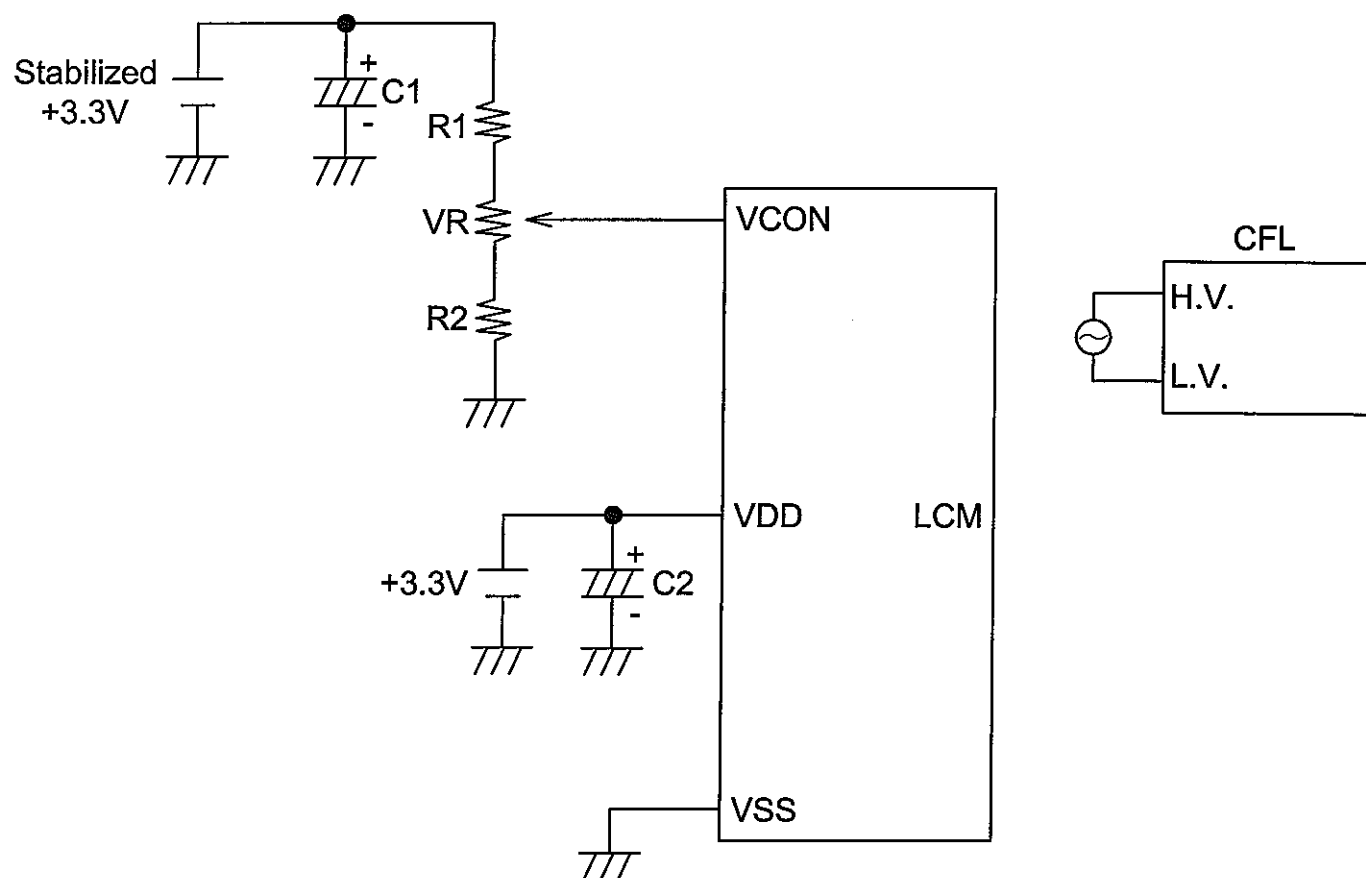 Stabilized
+3.3V
+
C1
-
R1
VR
R2
VCON
CFL
H.V.
L.V.
VDD
LCM
+3.3V
+
C2
-
VSS